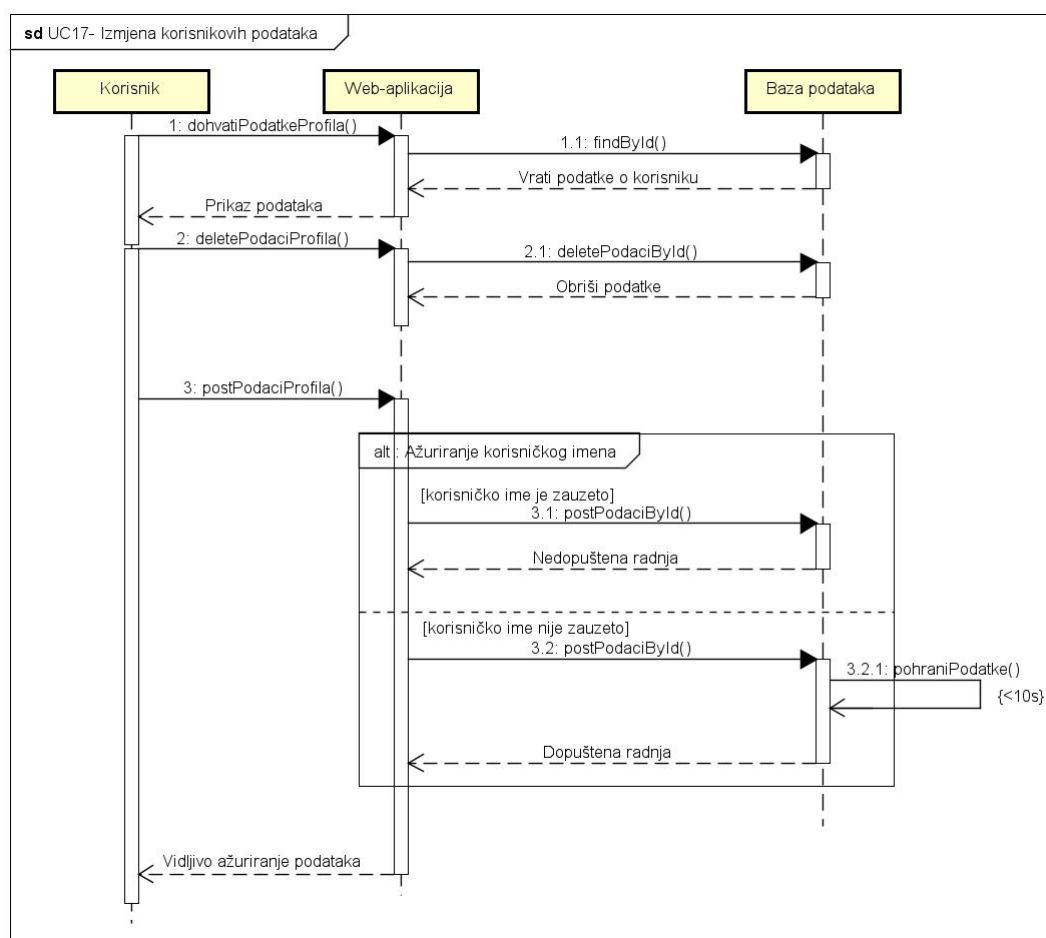 sd UC17- Izmjena korisnikovih podataka
Korisnik
Web-aplikacija
Baza podataka
1: dohvatiPodatkeProfila()
1.1: findById()
Vrati podatke o korisniku
Prikaz podataka
2: deletePodaciProfila()
2.1: deletePodaciById()
Obriši podatke
3: postPodaciProfila()
alt : Ažuriranje korisničkog imena
[korisničko ime je zauzeto]
3.1: postPodaciById()
Nedopuštena radnja
[korisničko ime nije zauzeto]
3.2: postPodaciById()
3.2.1: pohraniPodatke()
{<10s}
Dopuštena radnja
Vidljivo ažuriranje podataka